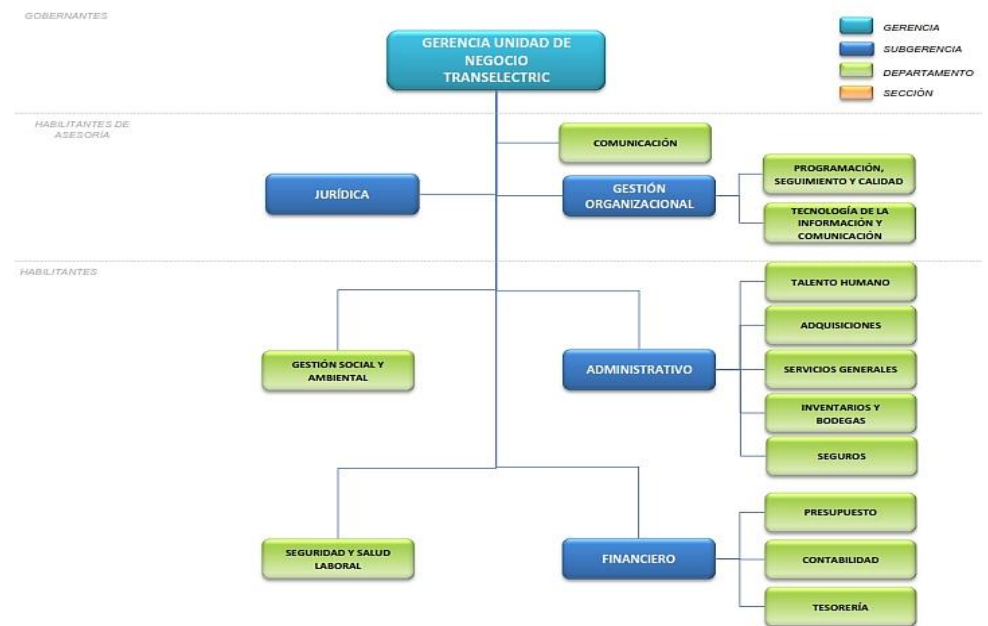 GOBERNANTES
GERENCIA UNIDAD DE
NEGOCIO
TRANSELECTRIC
GERENCIA
SUBGERENCIA
DEPARTAMENTO
SECCIÓN
HABILITANTES DE
ASESORÍA
COMUNICACIÓN
JURÍDICA
GESTIÓN
ORGANIZACIONAL
PROGRAMACIÓN,
SEGUIMIENTO Y CALIDAD
TECNOLOGÍA DE LA
INFORMACIÓN Y
COMUNICACIÓN
HABILITANTES
GESTIÓN SOCIAL Y
AMBIENTAL
ADMINISTRATIVO
TALENTO HUMANO
ADQUISICIONES
SERVICIOS GENERALES
INVENTARIOS Y
BODEGAS
SEGUROS
SEGURIDAD Y SALUD
LABORAL
FINANCIERO
PRESUPUESTO
CONTABILIDAD
TESORERÍA